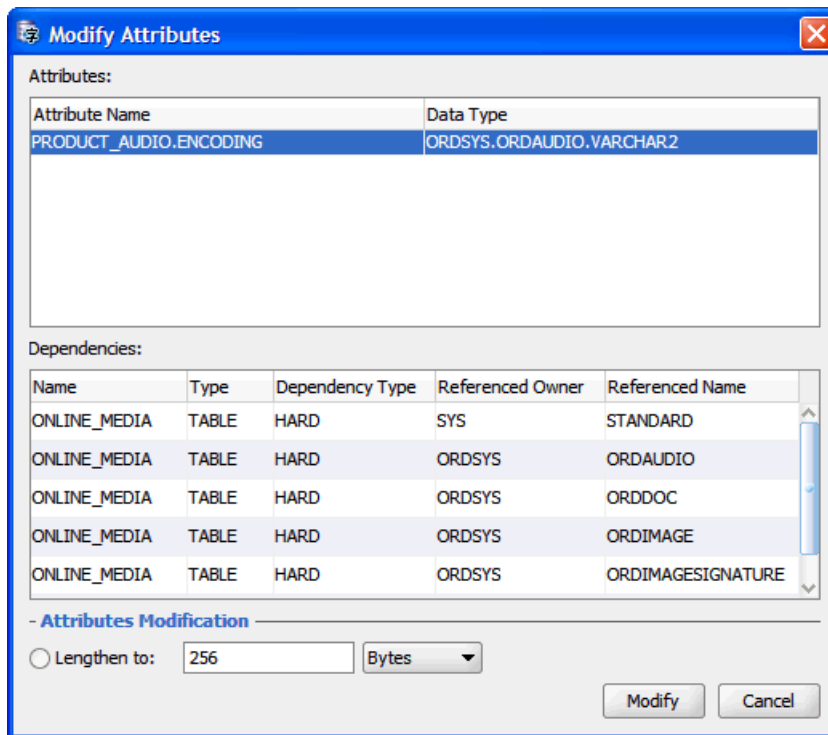 Modify Attributes
Attributes:
Attribute Name Data Type
PRODUCT_AUDIO.ENCODING ORDSYS.ORDAUDIO.VARCHAR2
Dependencies:
Name Type Dependency Type Referenced Owner Referenced Name
ONLINE_MEDIA TABLE HARD SYS STANDARD
ONLINE_MEDIA TABLE HARD ORDSYS ORDAUDIO
ONLINE_MEDIA TABLE HARD ORDSYS ORDDOC
ONLINE_MEDIA TABLE HARD ORDSYS ORDIMAGE
ONLINE_MEDIA TABLE HARD ORDSYS ORDIMAGESIGNATURE
Attributes Modification
Lengthen to: 256 Bytes
Modify Cancel